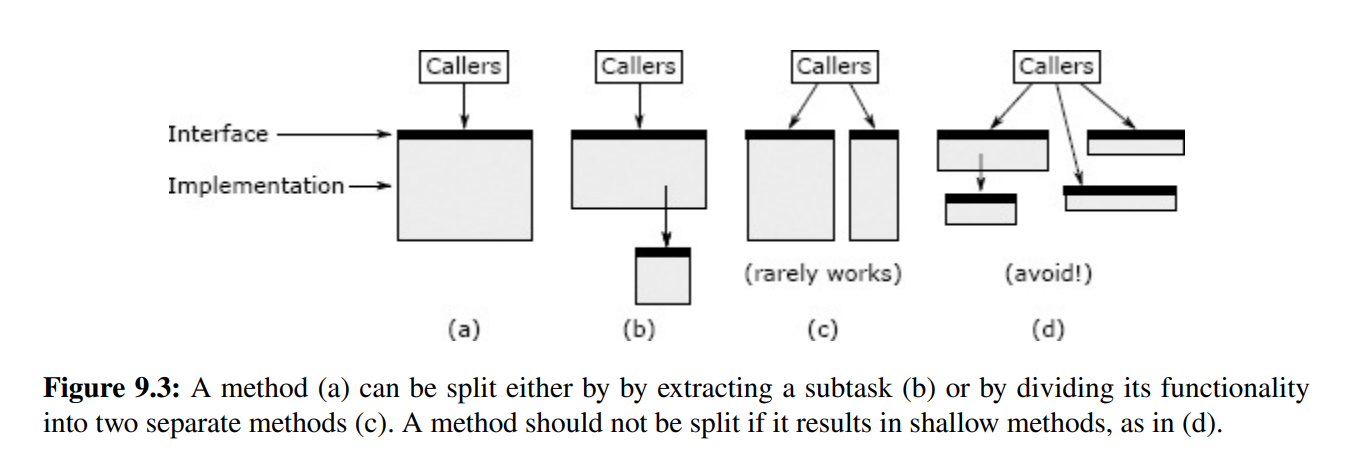 Callers Callers Callers Callers
Interface
Implementation
(rarely works) (avoid!)
(a) (b) (c) (d)
Figure 9.3: A method (a) can be split either by by extracting a subtask (b) or by dividing its functionality
into two separate methods (c). A method should not be split if it results in shallow methods, as in (d).